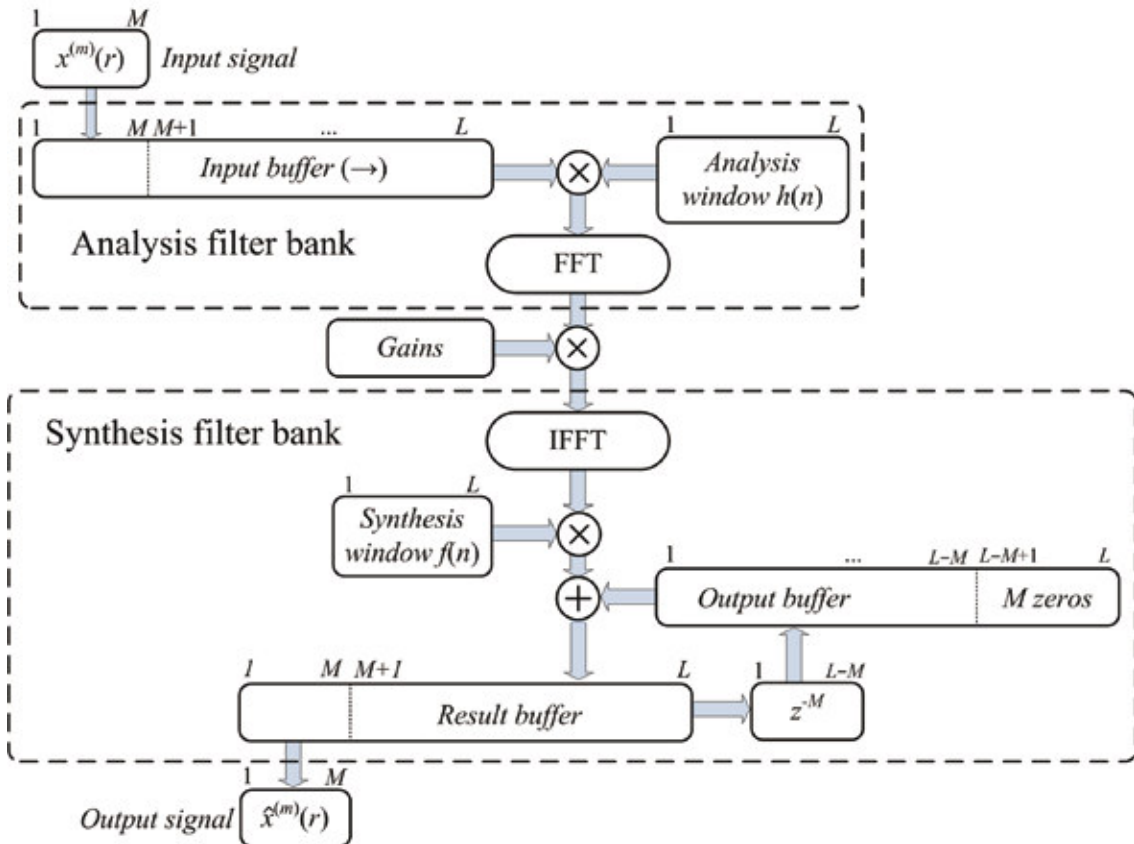 1 M
x^(m)(r) Input signal
1 M M+1 ... L
Input buffer (→)
×
1 L
Analysis
window h(n)
Analysis filter bank
FFT
Gains
×
Synthesis filter bank
IFFT
1 L
Synthesis
window f(n)
×
+
1 ... L−M L−M+1 L
Output buffer M zeros
1 M M+1 L
Result buffer
1 L−M
z^-M
1 M
Output signal x̂^(m)(r)